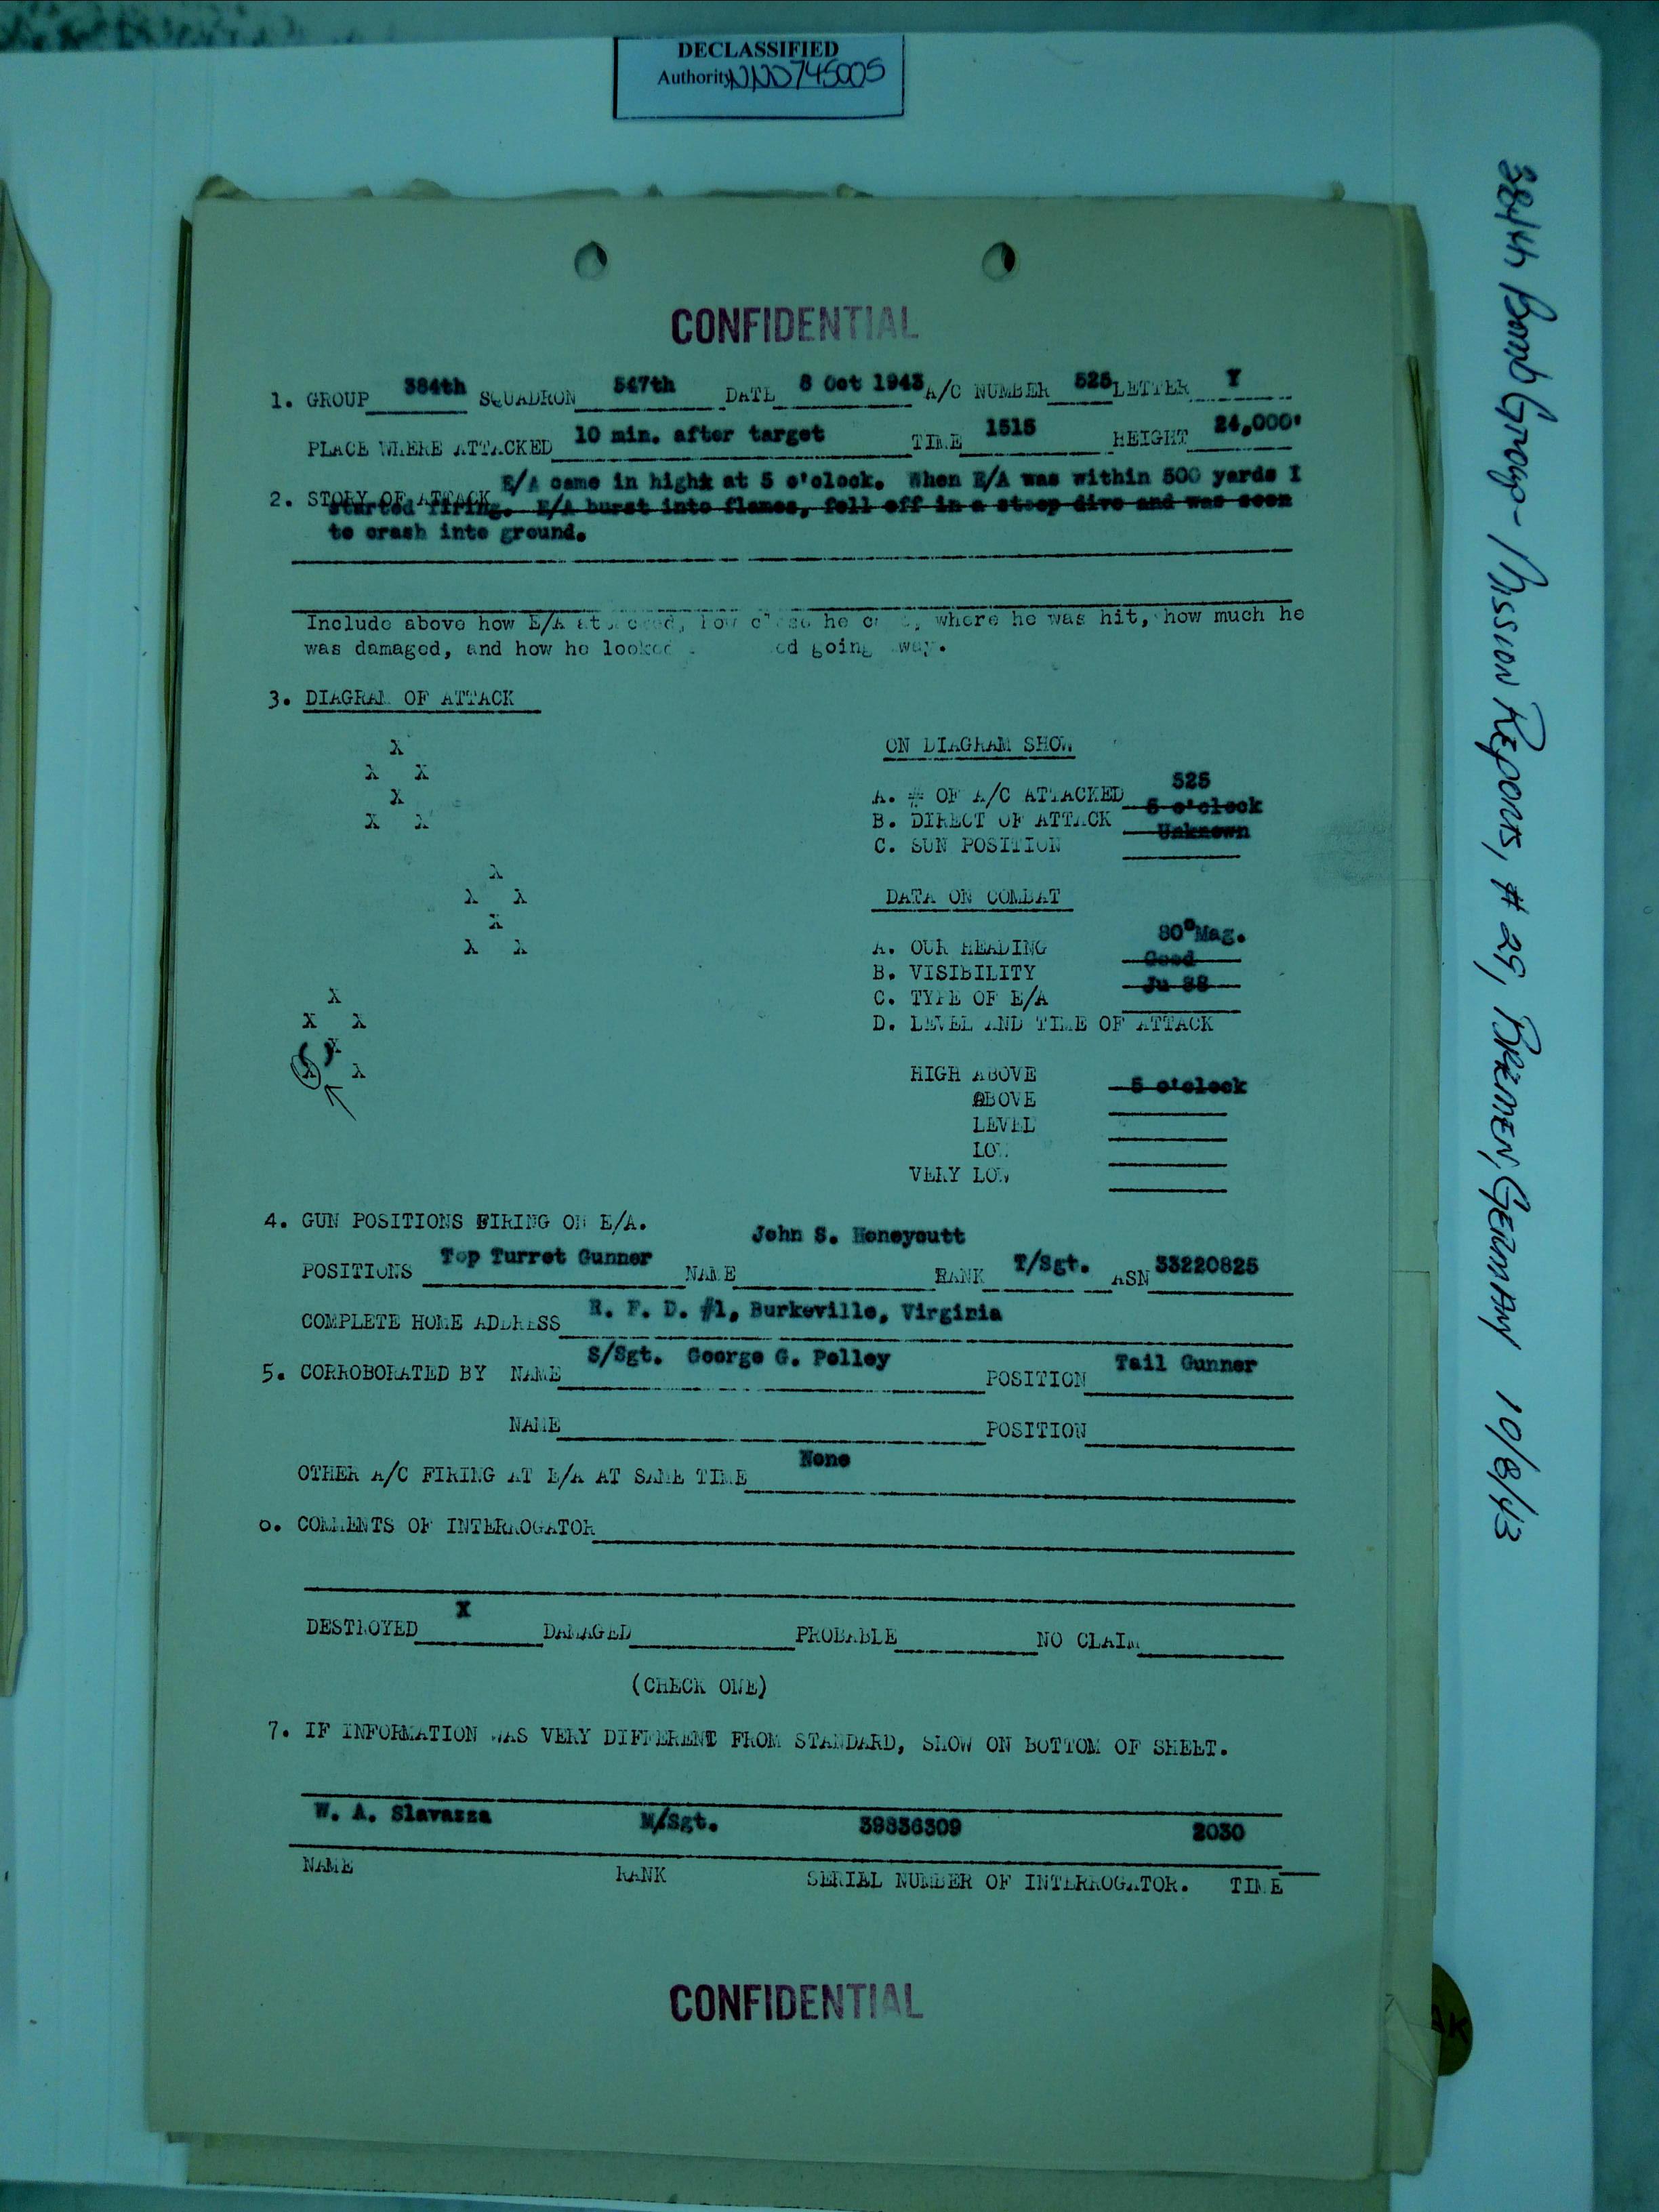 DECLASSIFIED
Authority NND745005
384th Bomb Group - Mission Reports, # 25, BREMEN, GERMANY 10/8/43
CONFIDENTIAL
1. GROUP 384th SQUADRON 547th DATE 8 Oct 1943 A/C NUMBER 525 LETTER Y
PLACE WHERE ATTACKED 10 min. after target TIME 1515 HEIGHT 24,000'
2. STORY OF ATTACK E/A came in high at 5 o'clock. When E/A was within 500 yards I
started firing. E/A burst into flames, fell off in a steep dive and was seen
to crash into ground.
Include above how E/A attacked, how close he came, where he was hit, how much he
was damaged, and how he looked going away.
3. DIAGRAM OF ATTACK
X
X X
X
X X
X
X X
X
X X
X
X X
X
X X
ON DIAGRAM SHOW
A. # OF A/C ATTACKED 525
B. DIRECT OF ATTACK 5 o'clock
C. SUN POSITION Unknown
DATA ON COMBAT
A. OUR HEADING 80° Mag.
B. VISIBILITY Good
C. TYPE OF E/A Ju 88
D. LEVEL AND TIME OF ATTACK
HIGH ABOVE 5 o'clock
ABOVE
LEVEL
LOW
VERY LOW
4. GUN POSITIONS FIRING ON E/A.
POSITIONS Top Turret Gunner NAME John S. Honeycutt RANK T/Sgt. ASN 33220825
COMPLETE HOME ADDRESS R. F. D. #1, Burkeville, Virginia
5. CORROBORATED BY NAME S/Sgt. George G. Polley POSITION Tail Gunner
NAME POSITION
OTHER A/C FIRING AT E/A AT SAME TIME None
6. COMMENTS OF INTERROGATOR
DESTROYED X DAMAGED PROBABLE NO CLAIM
(CHECK ONE)
7. IF INFORMATION WAS VERY DIFFERENT FROM STANDARD, SHOW ON BOTTOM OF SHEET.
W. A. Slavazza M/Sgt. 39836309 2030
NAME RANK SERIAL NUMBER OF INTERROGATOR. TIME
CONFIDENTIAL
AK